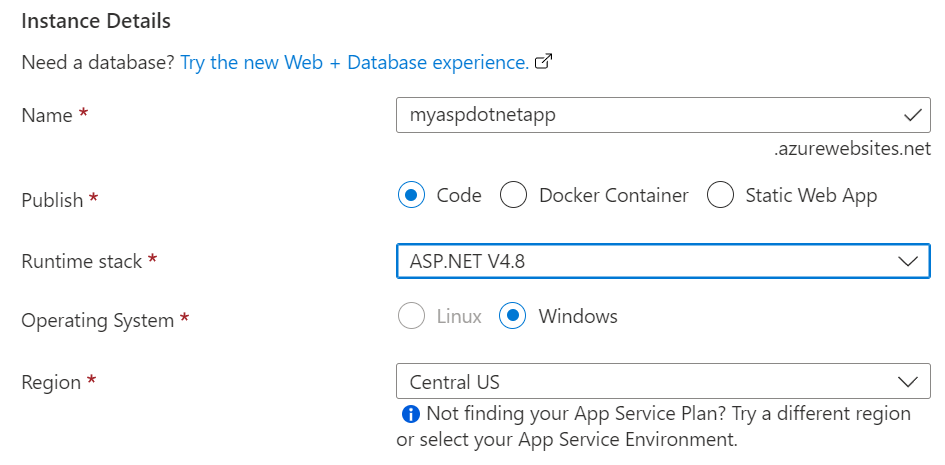 Instance Details
Need a database? Try the new Web + Database experience.
Name *
myaspdotnetapp
.azurewebsites.net
Publish *
Code Docker Container Static Web App
Runtime stack *
ASP.NET V4.8
Operating System *
Linux Windows
Region *
Central US
Not finding your App Service Plan? Try a different region
or select your App Service Environment.